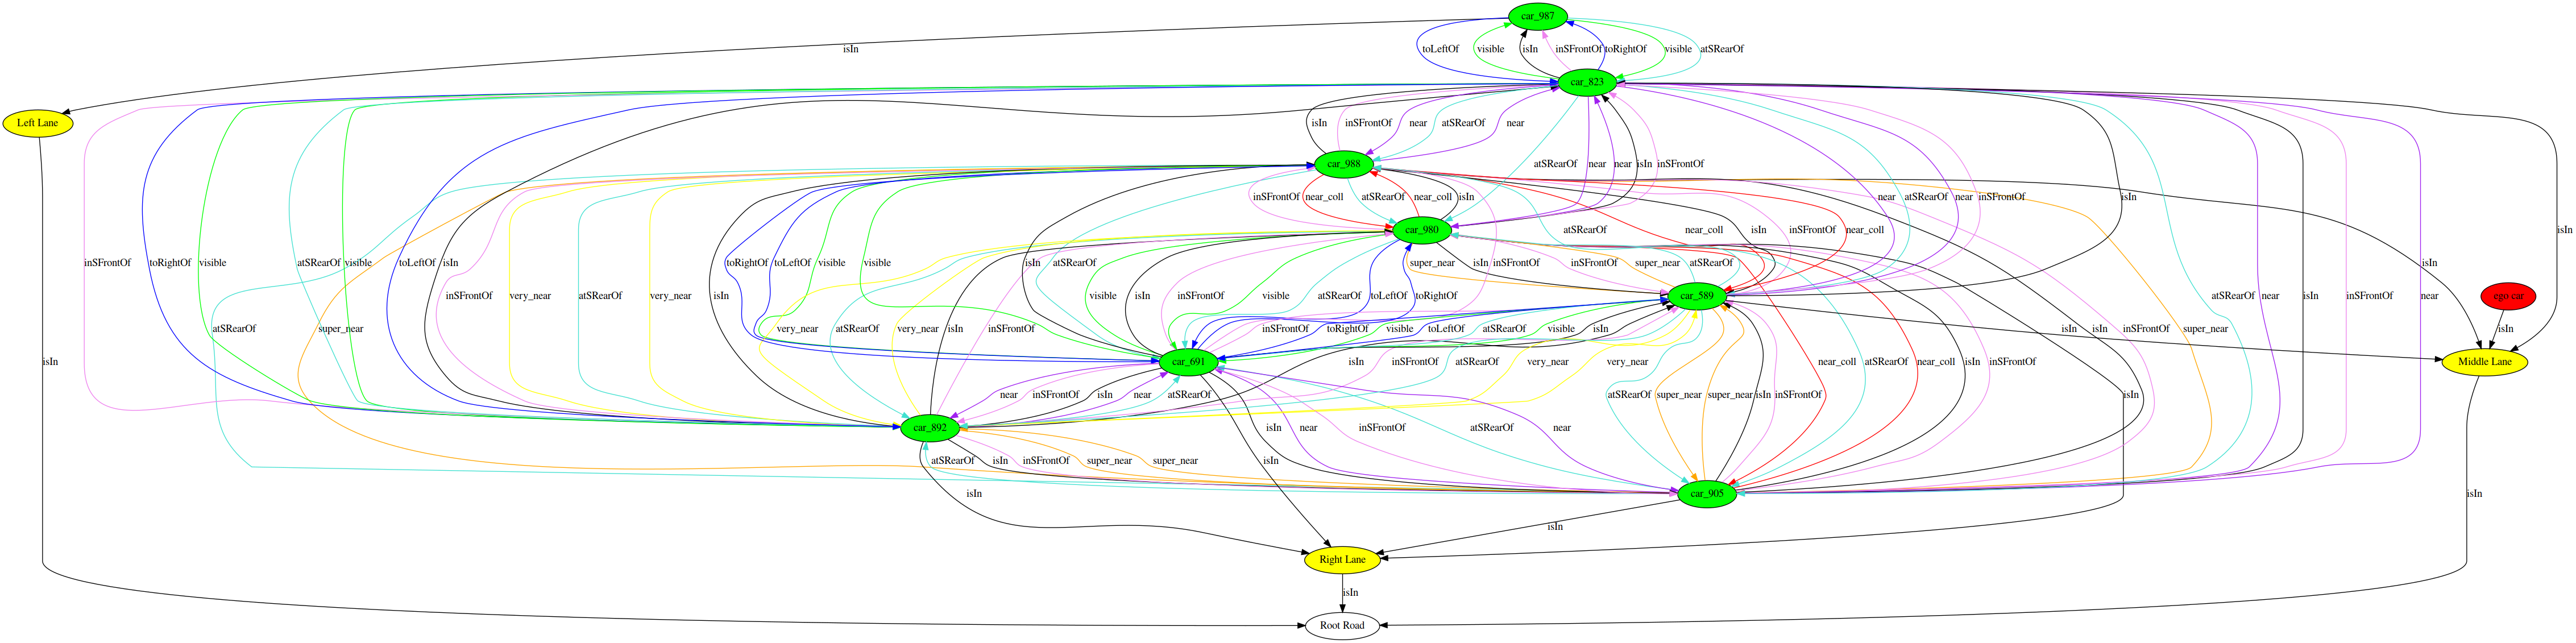 car_987
isIn
toLeftOf visible isIn inSFrontOf toRightOf visible atSRearOf
car_823
Left Lane
isIn inSFrontOf near atSRearOf near
car_988
atSRearOf near near isIn inSFrontOf
inSFrontOf near_coll atSRearOf near_coll isIn
near atSRearOf near inSFrontOf isIn
car_980
atSRearOf near_coll isIn inSFrontOf near_coll
isIn
inSFrontOf toRightOf visible atSRearOf visible toLeftOf isIn
toRightOf toLeftOf visible visible isIn atSRearOf
super_near isIn inSFrontOf inSFrontOf super_near atSRearOf
isIn
inSFrontOf very_near atSRearOf very_near isIn
visible isIn inSFrontOf visible atSRearOf toLeftOf toRightOf
car_589
atSRearOf near isIn inSFrontOf near
ego car
atSRearOf super_near
very_near atSRearOf very_near isIn inSFrontOf
inSFrontOf toRightOf visible toLeftOf atSRearOf visible isIn
isIn isIn inSFrontOf super_near
isIn
isIn
car_691
isIn inSFrontOf atSRearOf very_near very_near
near_coll atSRearOf near_coll isIn inSFrontOf
Middle Lane
near inSFrontOf isIn near atSRearOf
atSRearOf super_near super_near isIn inSFrontOf
isIn
car_892
isIn near inSFrontOf atSRearOf near
atSRearOf isIn inSFrontOf super_near super_near
isIn
isIn
car_905
isIn
isIn
Right Lane
isIn
Root Road